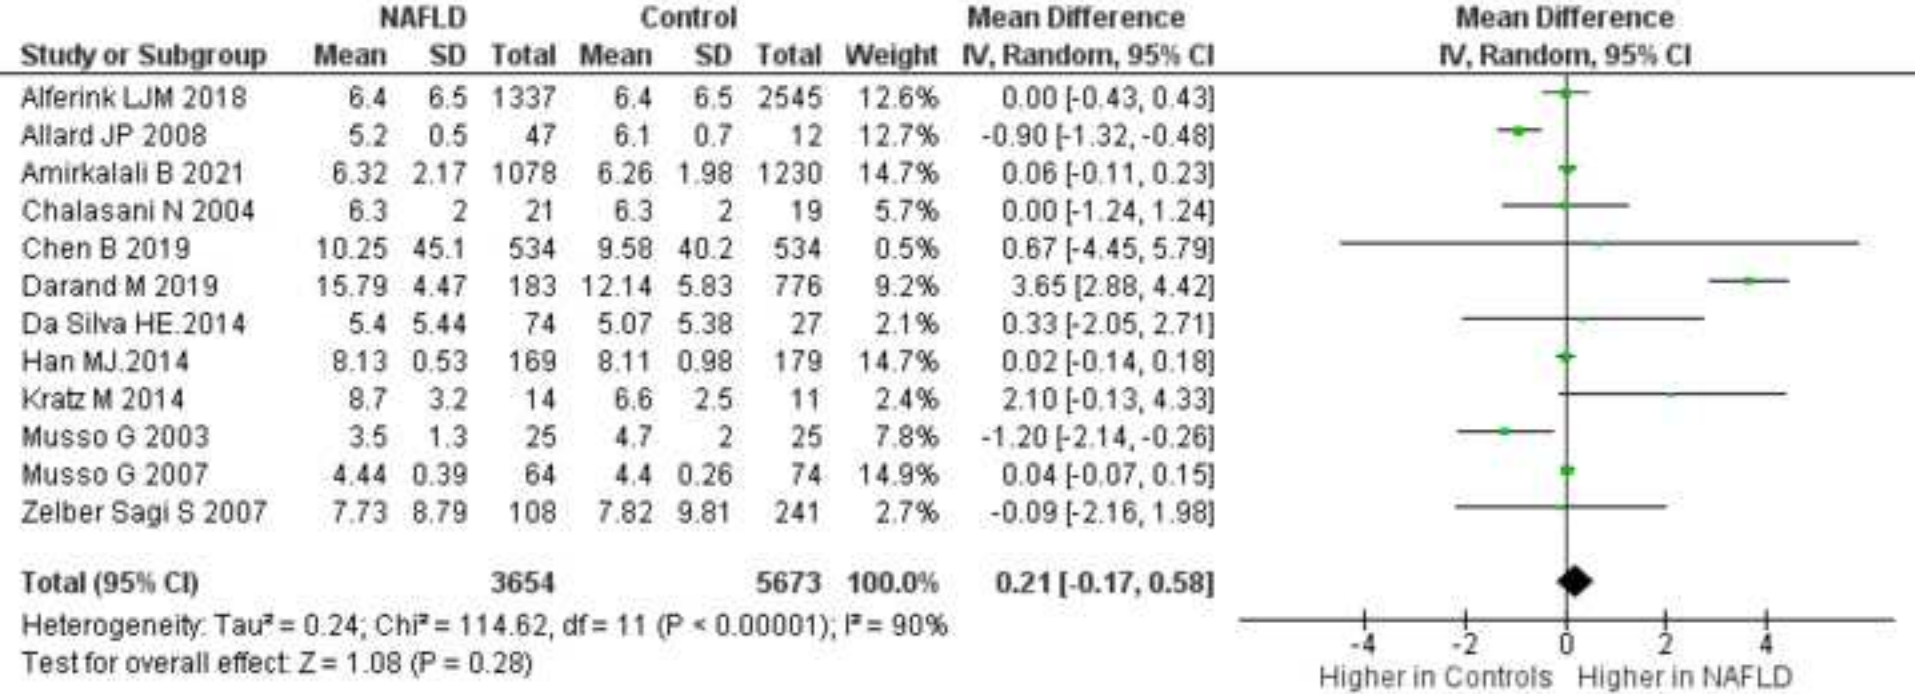 NAFLD Control Mean Difference Mean Difference
Study or Subgroup Mean SD Total Mean SD Total Weight IV, Random, 95% CI IV, Random, 95% CI
Alferink LJM 2018 6.4 6.5 1337 6.4 6.5 2545 12.6% 0.00 [-0.43, 0.43]
Allard JP 2008 5.2 0.5 47 6.1 0.7 12 12.7% -0.90 [-1.32, -0.48]
Amirkalali B 2021 6.32 2.17 1078 6.26 1.98 1230 14.7% 0.06 [-0.11, 0.23]
Chalasani N 2004 6.3 2 21 6.3 2 19 5.7% 0.00 [-1.24, 1.24]
Chen B 2019 10.25 45.1 534 9.58 40.2 534 0.5% 0.67 [-4.45, 5.79]
Darand M 2019 15.79 4.47 183 12.14 5.83 776 9.2% 3.65 [2.88, 4.42]
Da Silva HE.2014 5.4 5.44 74 5.07 5.38 27 2.1% 0.33 [-2.05, 2.71]
Han MJ.2014 8.13 0.53 169 8.11 0.98 179 14.7% 0.02 [-0.14, 0.18]
Kratz M 2014 8.7 3.2 14 6.6 2.5 11 2.4% 2.10 [-0.13, 4.33]
Musso G 2003 3.5 1.3 25 4.7 2 25 7.8% -1.20 [-2.14, -0.26]
Musso G 2007 4.44 0.39 64 4.4 0.26 74 14.9% 0.04 [-0.07, 0.15]
Zelber Sagi S 2007 7.73 8.79 108 7.82 9.81 241 2.7% -0.09 [-2.16, 1.98]
Total (95% CI) 3654 5673 100.0% 0.21 [-0.17, 0.58]
Heterogeneity: Tau² = 0.24; Chi² = 114.62, df = 11 (P < 0.00001); I² = 90%
Test for overall effect: Z = 1.08 (P = 0.28)
-4 -2 0 2 4
Higher in Controls Higher in NAFLD